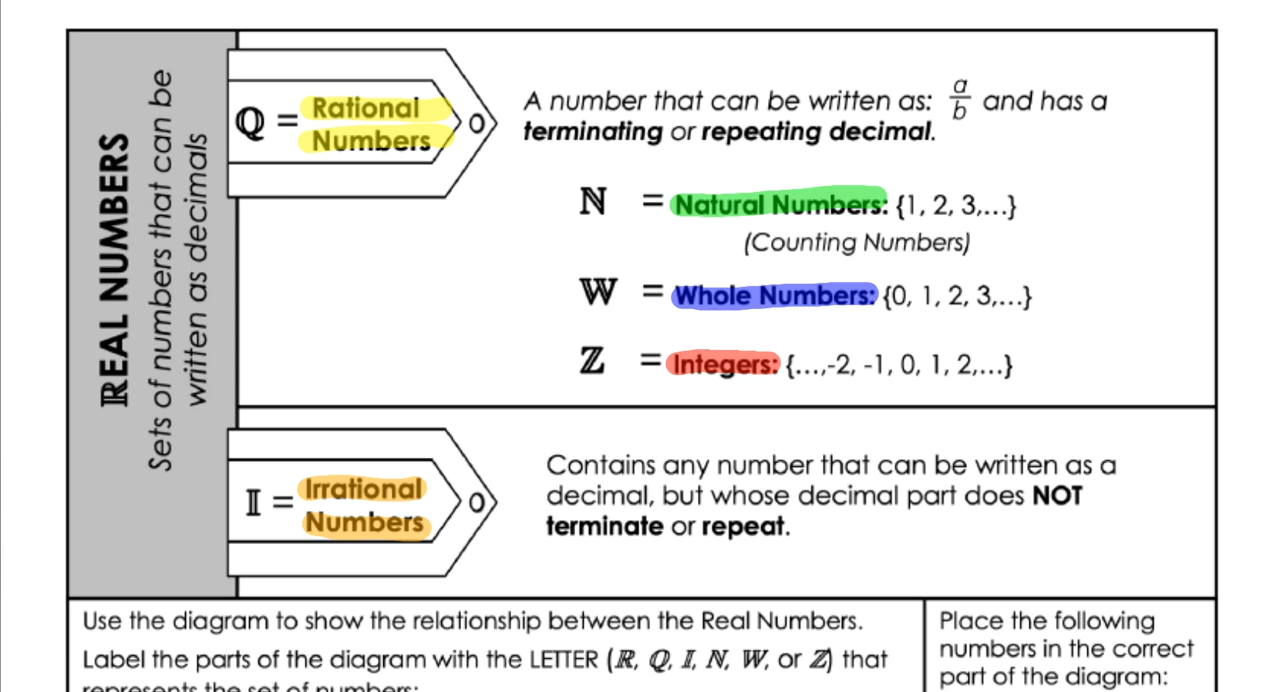 REAL NUMBERS
Sets of numbers that can be
written as decimals
ℚ = Rational
Numbers
A number that can be written as: a/b and has a
terminating or repeating decimal.
ℕ = Natural Numbers: {1, 2, 3,...}
(Counting Numbers)
𝕎 = Whole Numbers: {0, 1, 2, 3,...}
ℤ = Integers: {...,-2, -1, 0, 1, 2,...}
𝕀 = Irrational
Numbers
Contains any number that can be written as a
decimal, but whose decimal part does NOT
terminate or repeat.
Use the diagram to show the relationship between the Real Numbers.
Label the parts of the diagram with the LETTER (ℝ, ℚ, 𝕀, ℕ, 𝕎, or ℤ) that
represents the set of numbers:
Place the following
numbers in the correct
part of the diagram: